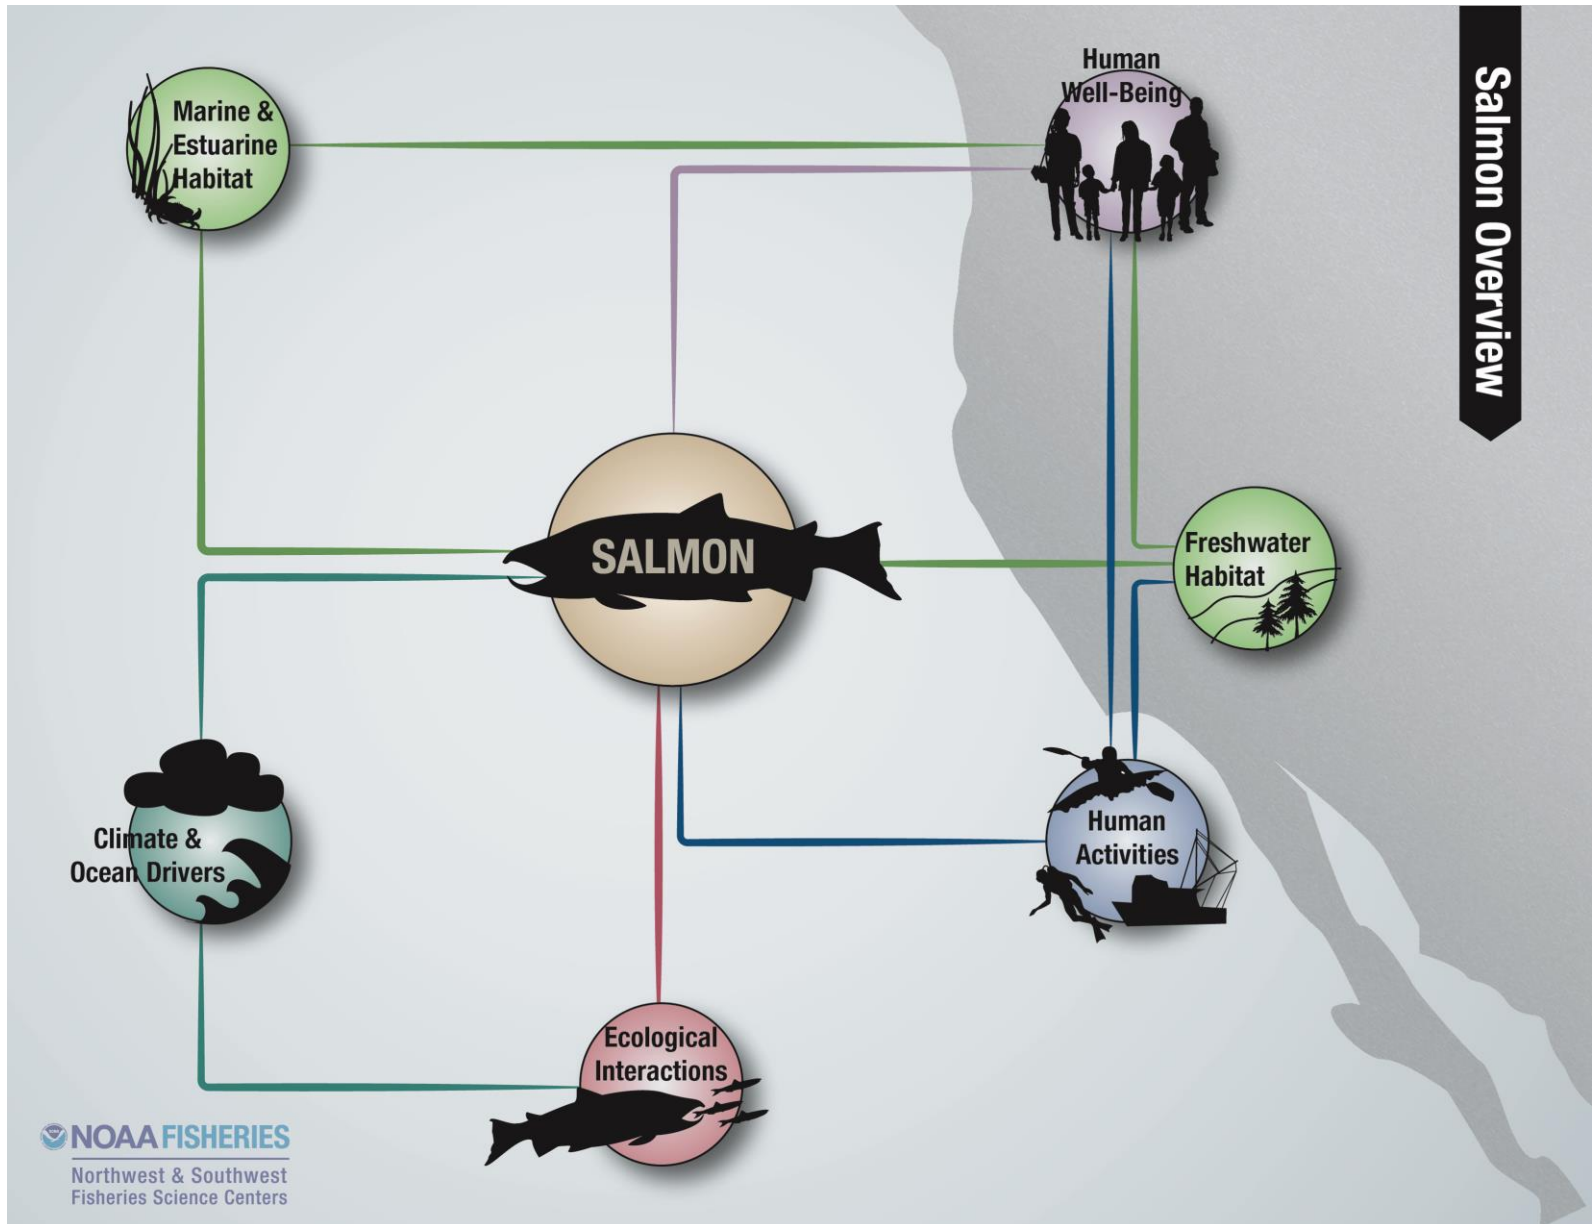 Salmon Overview
Marine &
Estuarine
Habitat
Human
Well-Being
SALMON
Freshwater
Habitat
Climate &
Ocean Drivers
Human
Activities
Ecological
Interactions
NOAA FISHERIES
Northwest & Southwest
Fisheries Science Centers